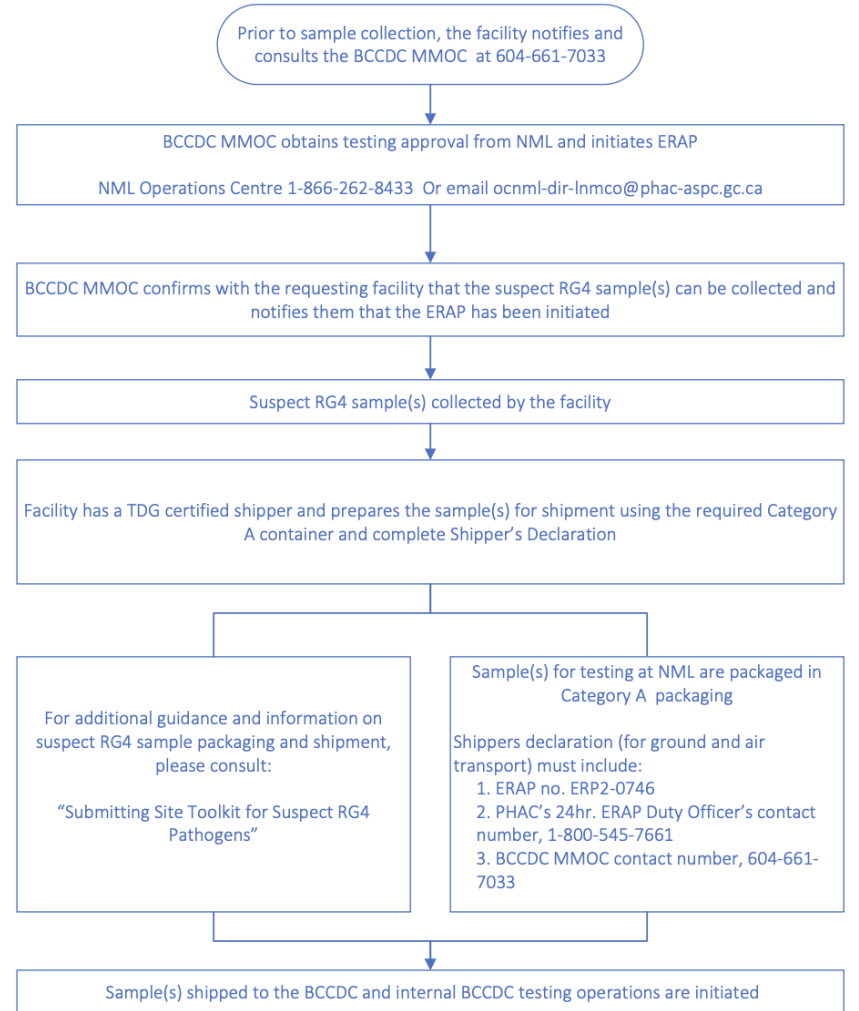 Prior to sample collection, the facility notifies and
consults the BCCDC MMOC at 604-661-7033
BCCDC MMOC obtains testing approval from NML and initiates ERAP
NML Operations Centre 1-866-262-8433 Or email ocnml-dir-lnmco@phac-aspc.gc.ca
BCCDC MMOC confirms with the requesting facility that the suspect RG4 sample(s) can be collected and
notifies them that the ERAP has been initiated
Suspect RG4 sample(s) collected by the facility
Facility has a TDG certified shipper and prepares the sample(s) for shipment using the required Category
A container and complete Shipper’s Declaration
For additional guidance and information on
suspect RG4 sample packaging and shipment,
please consult:
“Submitting Site Toolkit for Suspect RG4
Pathogens”
Sample(s) for testing at NML are packaged in
Category A packaging
Shippers declaration (for ground and air
transport) must include:
1. ERAP no. ERP2-0746
2. PHAC’s 24hr. ERAP Duty Officer’s contact
number, 1-800-545-7661
3. BCCDC MMOC contact number, 604-661-
7033
Sample(s) shipped to the BCCDC and internal BCCDC testing operations are initiated